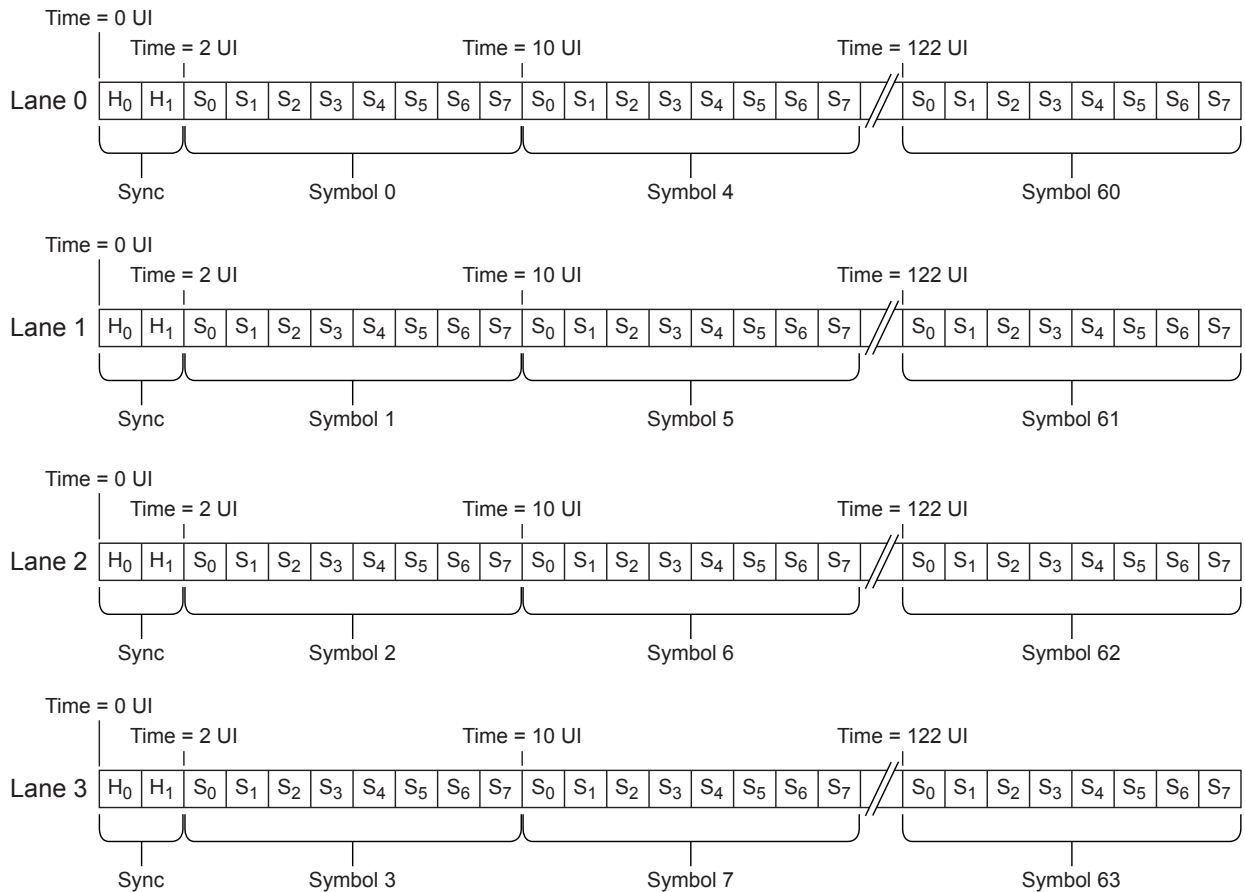 Time = 0 UI
Time = 2 UI Time = 10 UI Time = 122 UI
Lane 0 H0 H1 S0 S1 S2 S3 S4 S5 S6 S7 S0 S1 S2 S3 S4 S5 S6 S7 S0 S1 S2 S3 S4 S5 S6 S7
Sync Symbol 0 Symbol 4 Symbol 60
Time = 0 UI
Time = 2 UI Time = 10 UI Time = 122 UI
Lane 1 H0 H1 S0 S1 S2 S3 S4 S5 S6 S7 S0 S1 S2 S3 S4 S5 S6 S7 S0 S1 S2 S3 S4 S5 S6 S7
Sync Symbol 1 Symbol 5 Symbol 61
Time = 0 UI
Time = 2 UI Time = 10 UI Time = 122 UI
Lane 2 H0 H1 S0 S1 S2 S3 S4 S5 S6 S7 S0 S1 S2 S3 S4 S5 S6 S7 S0 S1 S2 S3 S4 S5 S6 S7
Sync Symbol 2 Symbol 6 Symbol 62
Time = 0 UI
Time = 2 UI Time = 10 UI Time = 122 UI
Lane 3 H0 H1 S0 S1 S2 S3 S4 S5 S6 S7 S0 S1 S2 S3 S4 S5 S6 S7 S0 S1 S2 S3 S4 S5 S6 S7
Sync Symbol 3 Symbol 7 Symbol 63